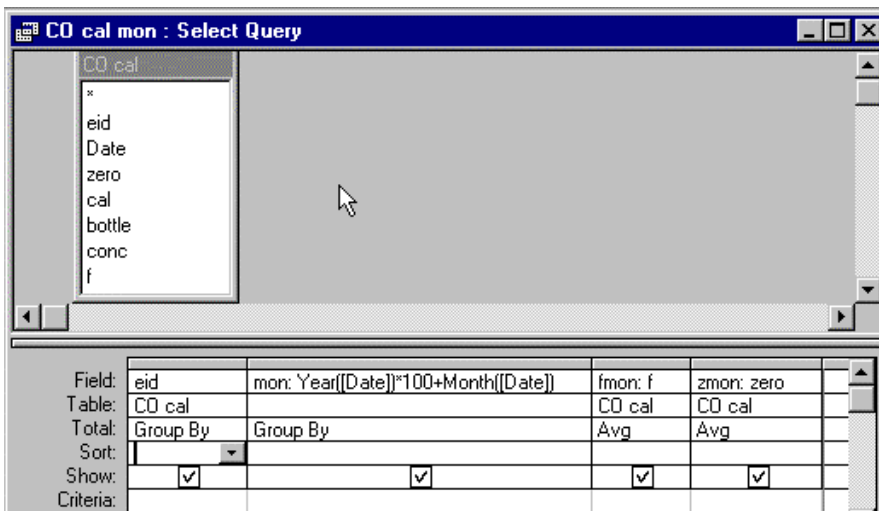 CO cal mon : Select Query
CO cal
*
eid
Date
zero
cal
bottle
conc
f
Field: eid mon: Year([Date])*100+Month([Date]) fmon: f zmon: zero
Table: CO cal CO cal CO cal
Total: Group By Group By Avg Avg
Sort:
Show:
Criteria: